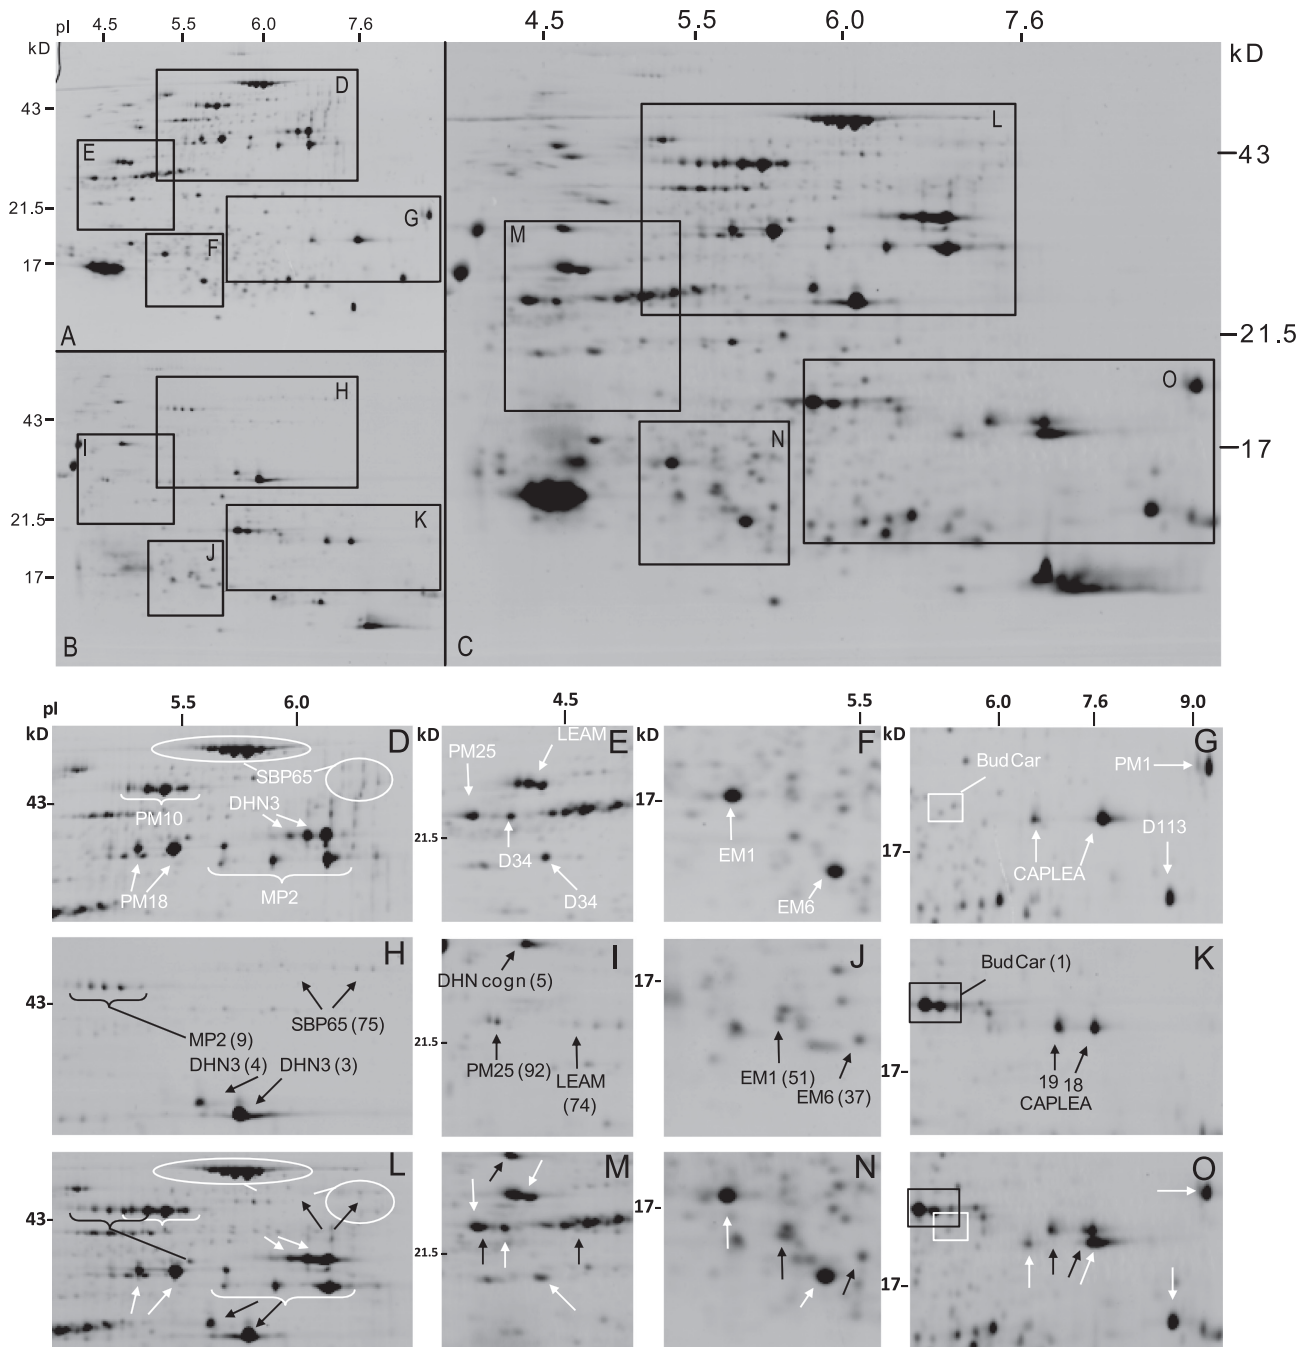 pI 4.5 5.5 6.0 7.6
kD
43
21.5
17
D
E
F
G
A
43
21.5
17
H
I
J
K
B
4.5 5.5 6.0 7.6
kD
43
21.5
17
L
M
N
O
C
pI 5.5 6.0
kD
43
D
SBP65
PM10
DHN3
PM18
MP2
4.5
kD
21.5
E
PM25
LEAM
D34
D34
5.5
kD
17
F
EM1
EM6
6.0 7.6 9.0
kD
17
G
BudCar
PM1
D113
CAPLEA
43
H
MP2 (9)
SBP65 (75)
DHN3 (4)
DHN3 (3)
21.5
I
DHN cogn (5)
PM25 (92)
LEAM
(74)
17
J
EM1 (51)
EM6 (37)
17
K
BudCar (1)
19 18
CAPLEA
43
L
21.5
M
17
N
17
O